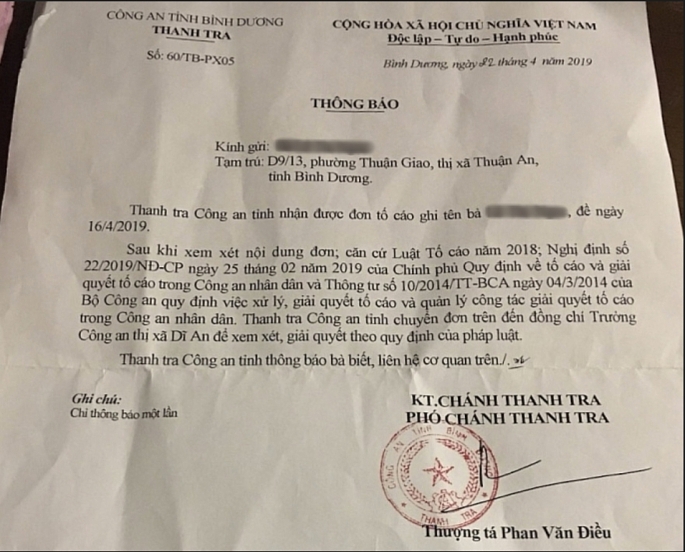 CÔNG AN TỈNH BÌNH DƯƠNG
THANH TRA
Số: 60/TB-PX05
CỘNG HÒA XÃ HỘI CHỦ NGHĨA VIỆT NAM
Độc lập – Tự do – Hạnh phúc
Bình Dương, ngày 22 tháng 4 năm 2019
THÔNG BÁO
Kính gửi:
Tạm trú: D9/13, phường Thuận Giao, thị xã Thuận An,
tỉnh Bình Dương.
Thanh tra Công an tỉnh nhận được đơn tố cáo ghi tên bà , đề ngày
16/4/2019.
Sau khi xem xét nội dung đơn; căn cứ Luật Tố cáo năm 2018; Nghị định số
22/2019/NĐ-CP ngày 25 tháng 02 năm 2019 của Chính phủ Quy định về tố cáo và giải
quyết tố cáo trong Công an nhân dân và Thông tư số 10/2014/TT-BCA ngày 04/3/2014 của
Bộ Công an quy định việc xử lý, giải quyết tố cáo và quản lý công tác giải quyết tố cáo
trong Công an nhân dân. Thanh tra Công an tỉnh chuyển đơn trên đến đồng chí Trưởng
Công an thị xã Dĩ An để xem xét, giải quyết theo quy định của pháp luật.
Thanh tra Công an tỉnh thông báo bà biết, liên hệ cơ quan trên./.
Ghi chú:
Chỉ thông báo một lần
KT.CHÁNH THANH TRA
PHÓ CHÁNH THANH TRA
CÔNG AN TỈNH BÌNH
THANH TRA
Thượng tá Phan Văn Điều